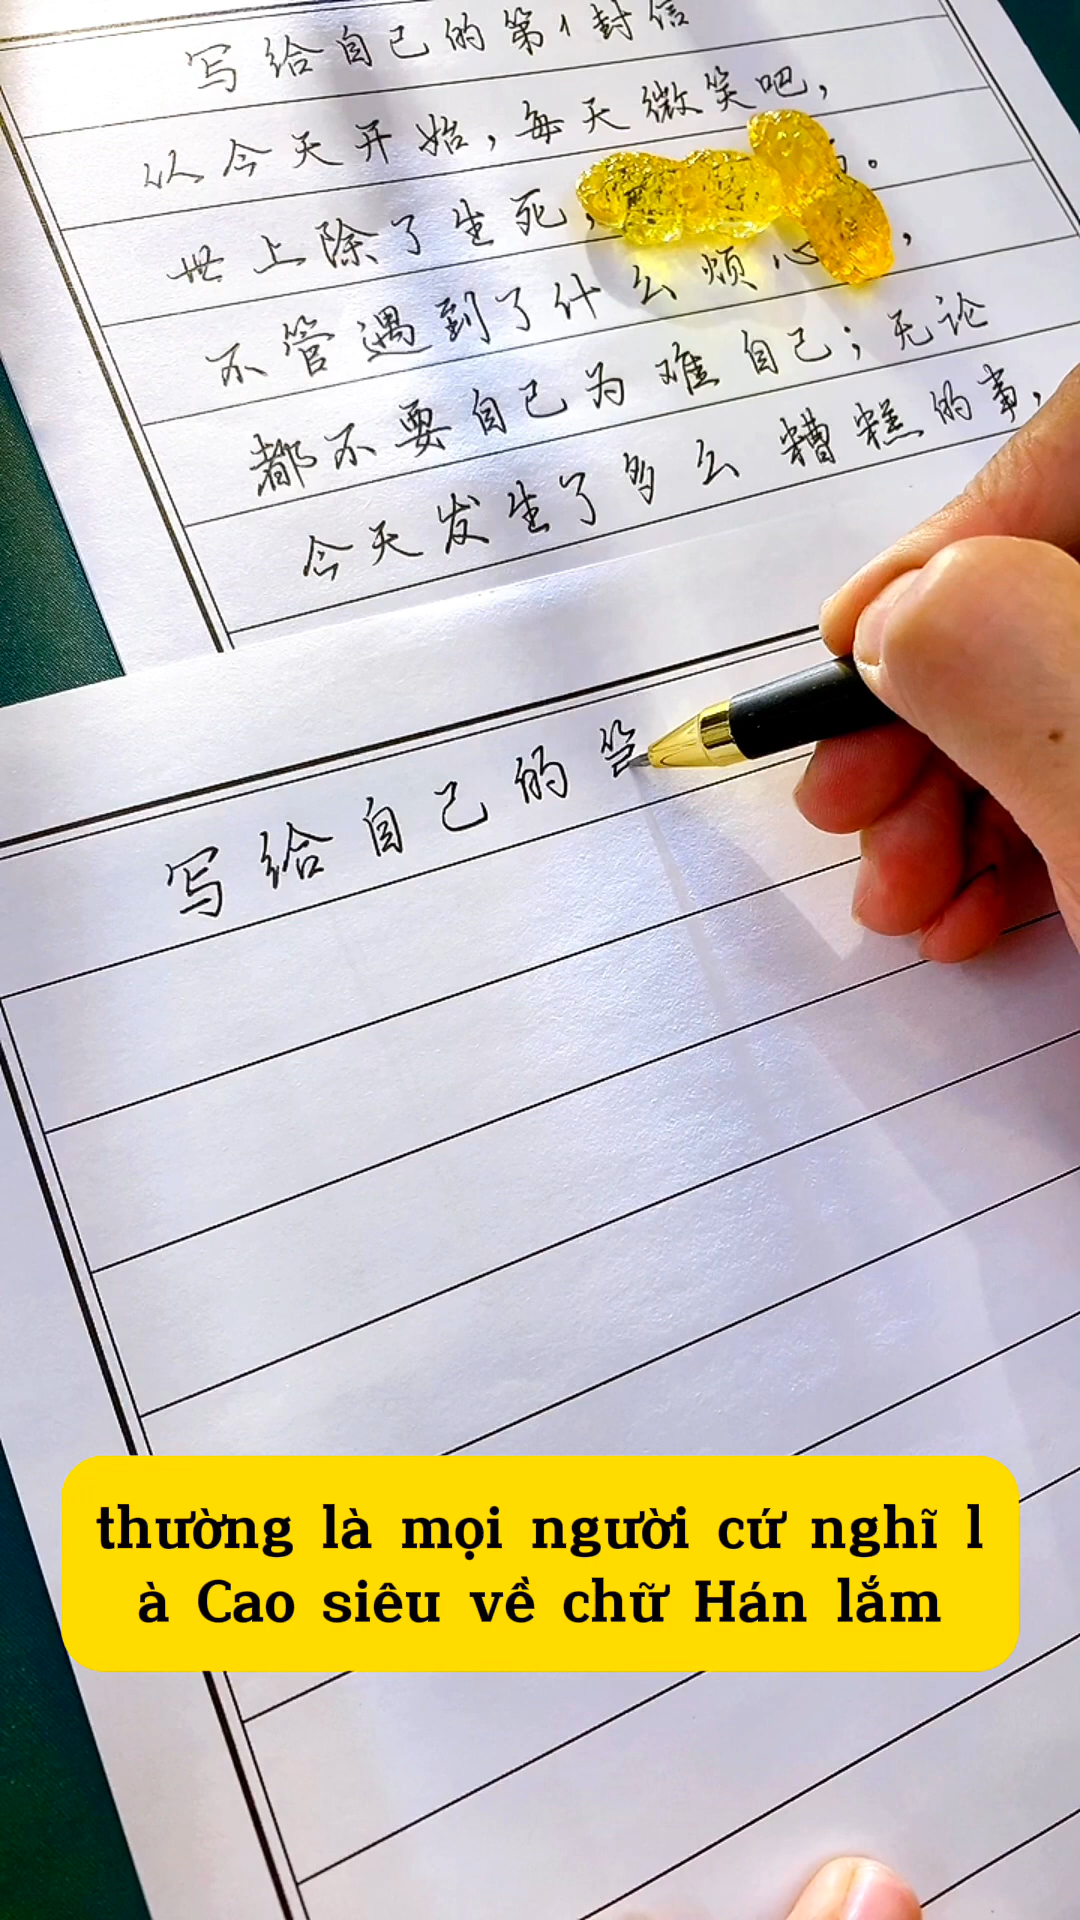 写给自己的第1封信
从今天开始,每天微笑吧,
世上除了生死,
不管遇到了什么烦心,
都不要自己为难自己;无论
今天发生了多么糟糕的事,
写给自己的
thường là mọi người cứ nghĩ l
à Cao siêu về chữ Hán lắm